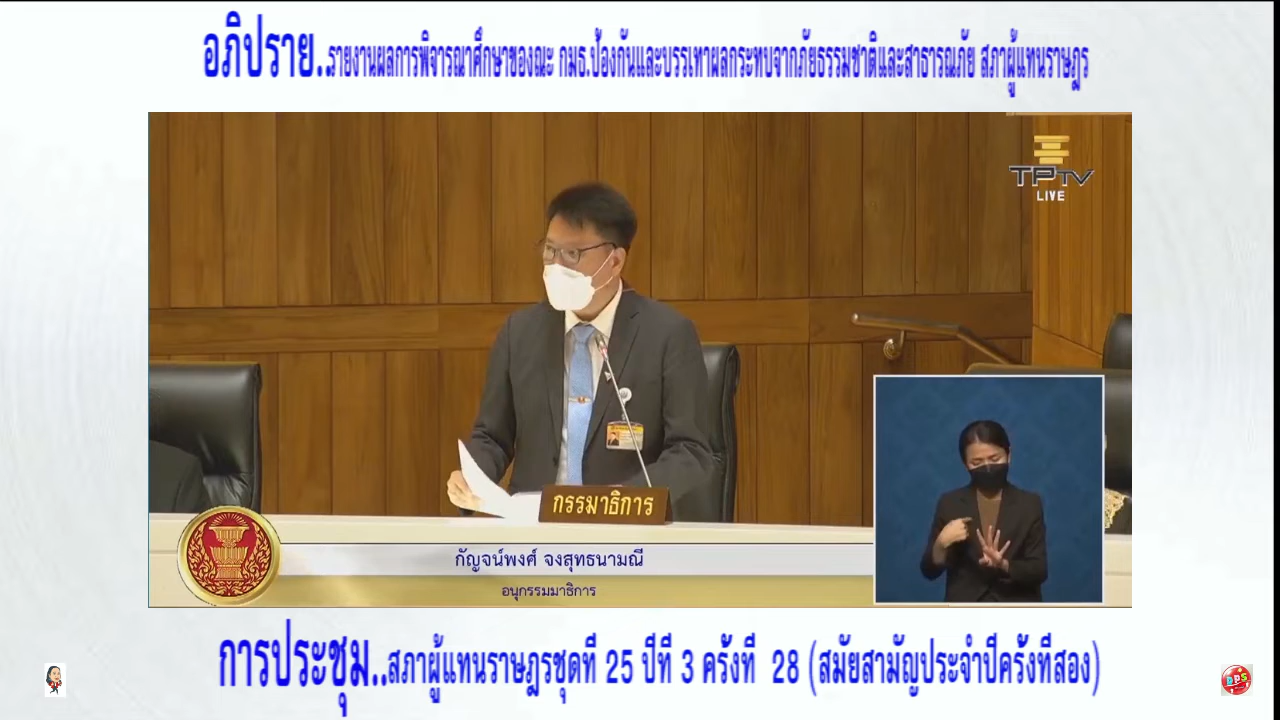 อภิปราย..รายงานผลการพิจารณาศึกษาของณะ กมธ.ป้องกันและบรรเทาผลกระทบจากภัยธรรมชาติและสาธารณภัย สภาผู้แทนราษฎร
TPTV
LIVE
กรรมาธิการ
กัญจน์พงศ์ จงสุทธนามณี
อนุกรรมมาธิการ
การประชุม..สภาผู้แทนราษฎรชุดที่ 25 ปีที่ 3 ครั้งที่ 28 (สมัยสามัญประจำปีครั้งที่สอง)
DPS